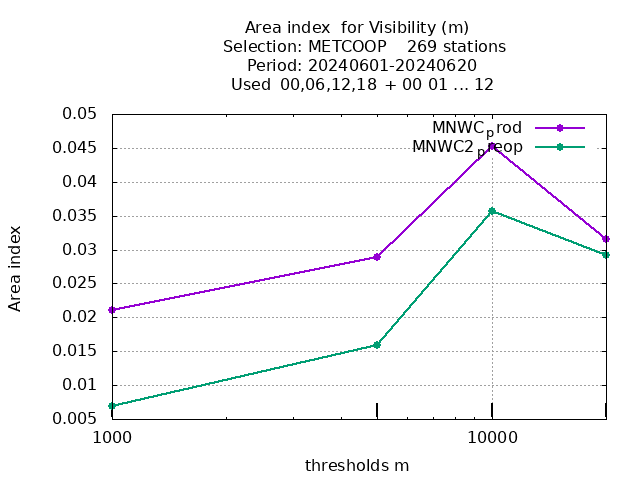 Area index  for Visibility (m)
Selection: METCOOP    269 stations
Period: 20240601-20240620
Used  00,06,12,18 + 00 01 ... 12
MNWCprod
MNWC2preop
0.05
0.045
0.04
0.035
0.03
0.025
0.02
0.015
0.01
0.005
Area index
1000
10000
thresholds m